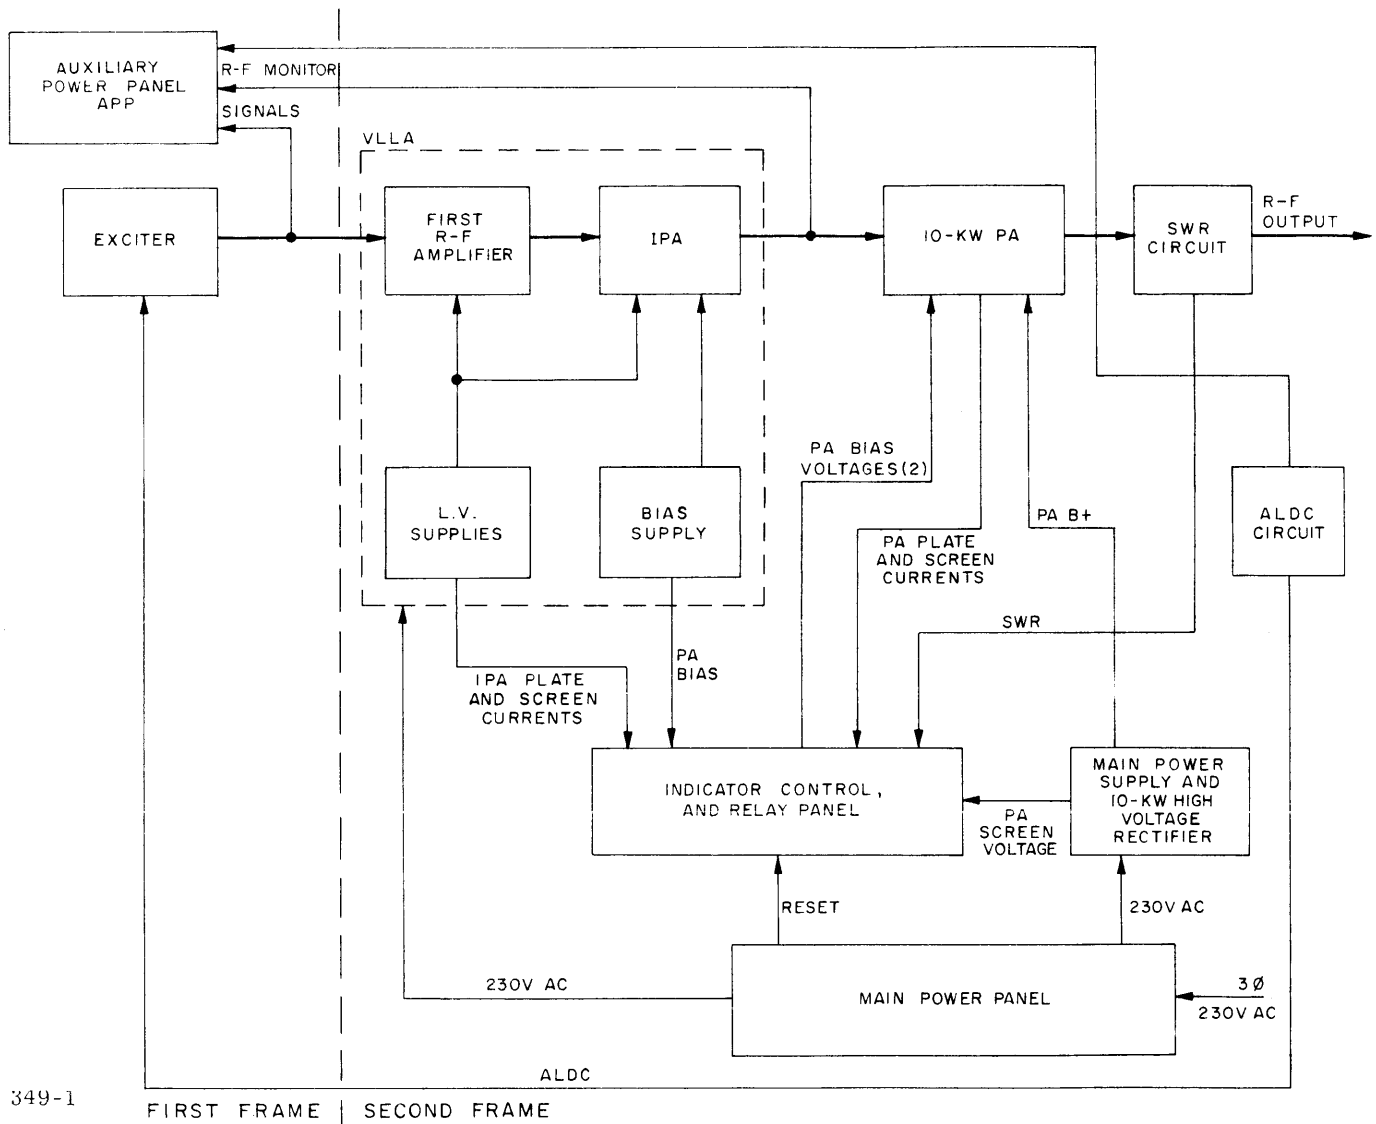 AUXILIARY
POWER PANEL
APP
R-F MONITOR
SIGNALS
VLLA
EXCITER
FIRST
R-F
AMPLIFIER
IPA
10-KW PA
SWR
CIRCUIT
R-F
OUTPUT
L.V.
SUPPLIES
BIAS
SUPPLY
PA BIAS
VOLTAGES(2)
PA PLATE
AND SCREEN
CURRENTS
PA B+
ALDC
CIRCUIT
SWR
IPA PLATE
AND SCREEN
CURRENTS
PA
BIAS
INDICATOR CONTROL,
AND RELAY PANEL
PA
SCREEN
VOLTAGE
MAIN POWER
SUPPLY AND
10-KW HIGH
VOLTAGE
RECTIFIER
RESET
230V AC
230V AC
MAIN POWER PANEL
3Ø
230V AC
ALDC
349-1
FIRST FRAME
SECOND FRAME